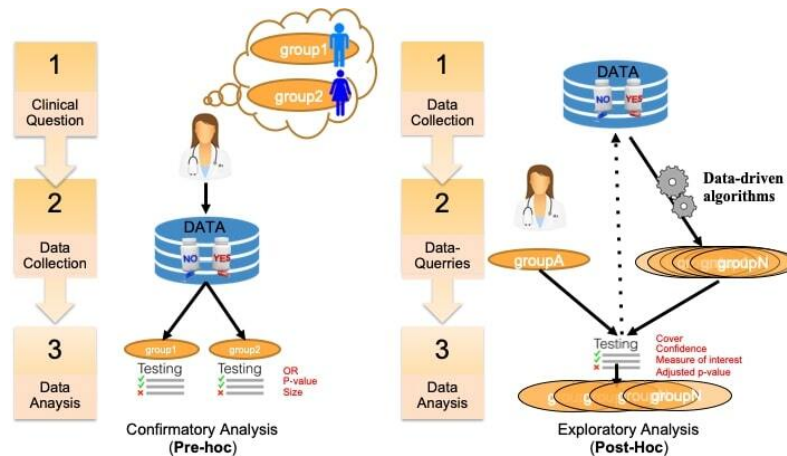 1
Clinical
Question
2
Data
Collection
3
Data
Anaysis
group1
group2
DATA
NO YES
group1
group2
Testing
Testing
OR
P-value
Size
Confirmatory Analysis
(Pre-hoc)
1
Data
Collection
2
Data-
Querries
3
Data
Anaysis
DATA
NO YES
Data-driven
algorithms
groupA
groupN
Testing
Cover
Confidence
Measure of interest
Adjusted p-value
groupN
Exploratory Analysis
(Post-Hoc)